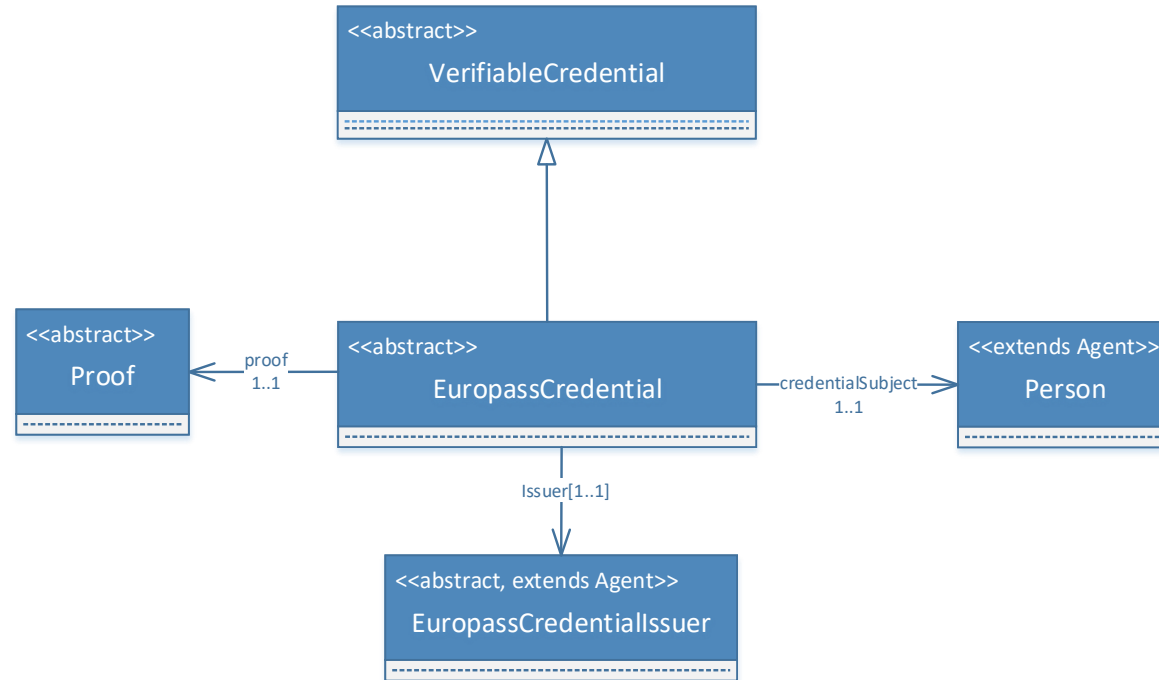 <<abstract>>
VerifiableCredential
<<abstract>>
Proof
proof
1..1
<<abstract>>
EuropassCredential
credentialSubject
1..1
<<extends Agent>>
Person
Issuer[1..1]
<<abstract, extends Agent>>
EuropassCredentialIssuer